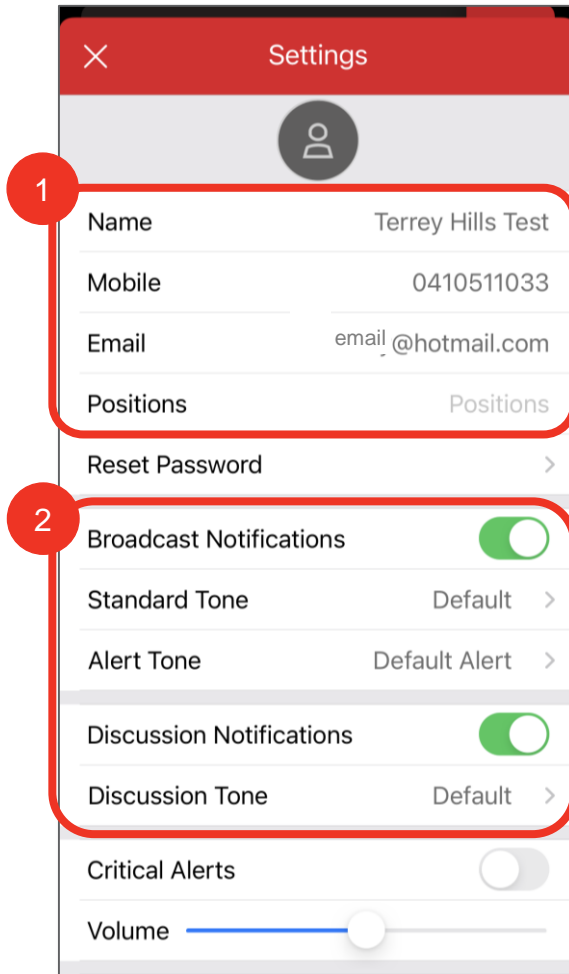 Settings
1
Name Terrey Hills Test
Mobile 0410511033
Email email @hotmail.com
Positions Positions
Reset Password
2
Broadcast Notifications
Standard Tone Default
Alert Tone Default Alert
Discussion Notifications
Discussion Tone Default
Critical Alerts
Volume